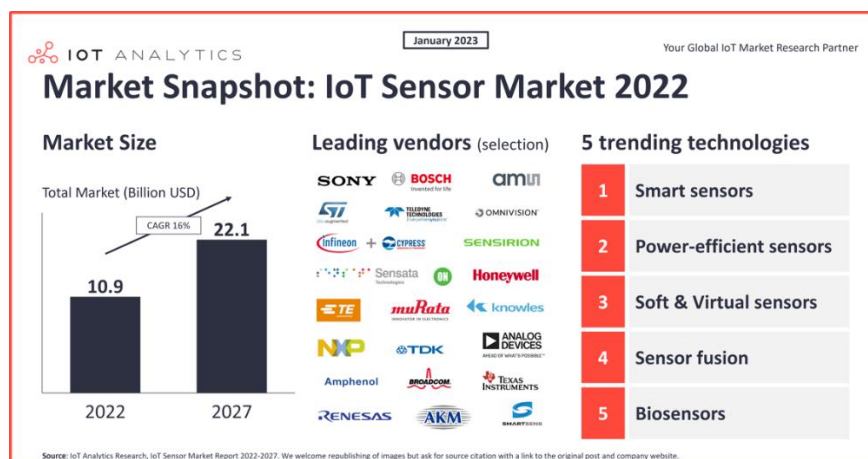 January 2023
IOT ANALYTICS
Your Global IoT Market Research Partner
Market Snapshot: IoT Sensor Market 2022
Market Size
Total Market (Billion USD)
CAGR 16%
10.9
22.1
2022
2027
Leading vendors (selection)
SONY
BOSCH
Invented for life
amu
ST
TELEDYNE
TECHNOLOGIES
Everywhereyoulook
OMNIVISION
infineon + CYPRESS
SENSIRION
Sensata
Technologies
ON
Honeywell
TE
muRata
INNOVATOR IN ELECTRONICS
knowles
NXP
TDK
ANALOG
DEVICES
AHEAD OF WHAT'S POSSIBLE™
Amphenol
BROADCOM
TEXAS
INSTRUMENTS
RENESAS
AKM
SMARTSENS
5 trending technologies
1 Smart sensors
2 Power-efficient sensors
3 Soft & Virtual sensors
4 Sensor fusion
5 Biosensors
Source: IoT Analytics Research, IoT Sensor Market Report 2022-2027. We welcome republishing of images but ask for source citation with a link to the original post and company website.